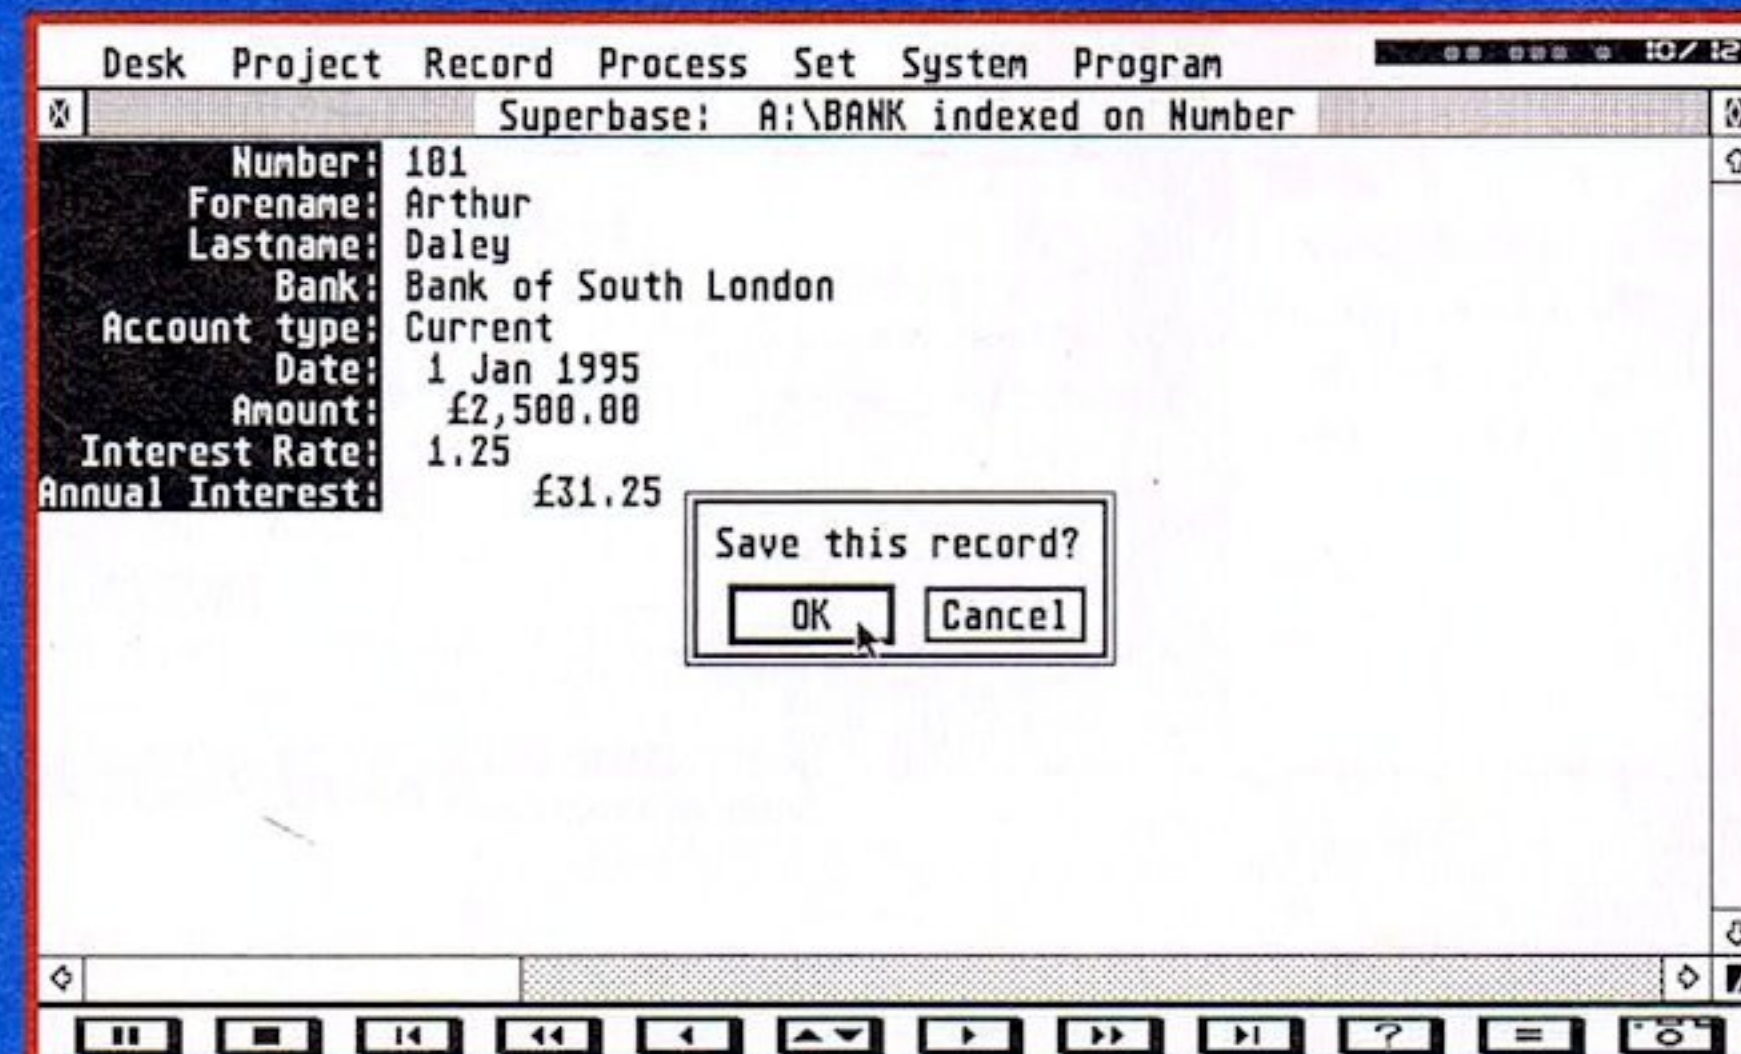 Desk Project Record Process Set System Program
Superbase: A:\BANK indexed on Number
Number: 101
Forename: Arthur
Lastname: Daley
Bank: Bank of South London
Account type: Current
Date: 1 Jan 1995
Amount: £2,500.00
Interest Rate: 1.25
Annual Interest: £31.25
Save this record?
OK Cancel
? =